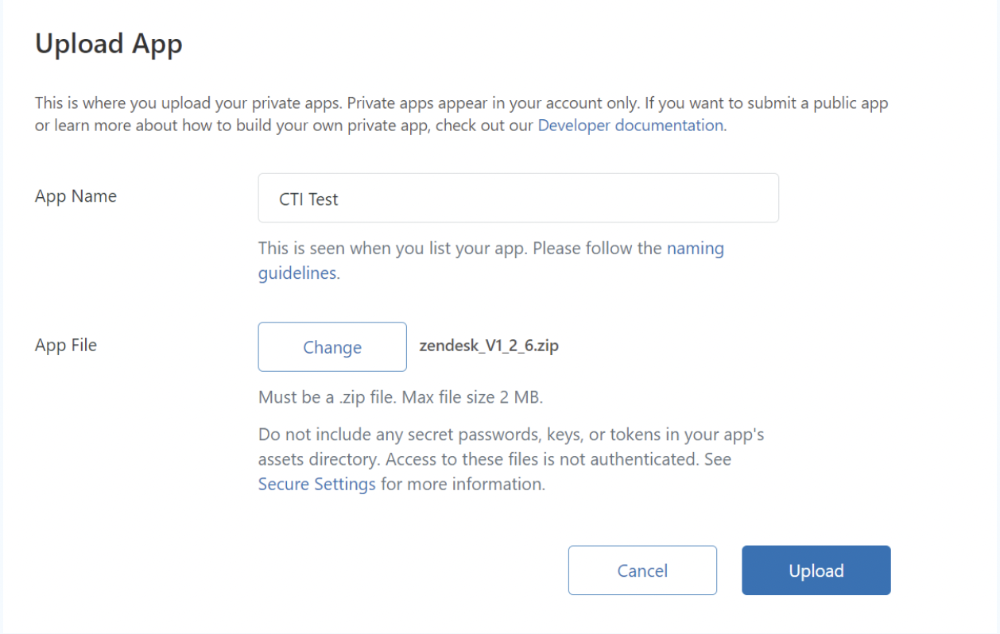 Upload App
This is where you upload your private apps. Private apps appear in your account only. If you want to submit a public app
or learn more about how to build your own private app, check out our Developer documentation.
App Name
CTI Test
This is seen when you list your app. Please follow the naming
guidelines.
App File
Change
zendesk_V1_2_6.zip
Must be a .zip file. Max file size 2 MB.
Do not include any secret passwords, keys, or tokens in your app's
assets directory. Access to these files is not authenticated. See
Secure Settings for more information.
Cancel
Upload